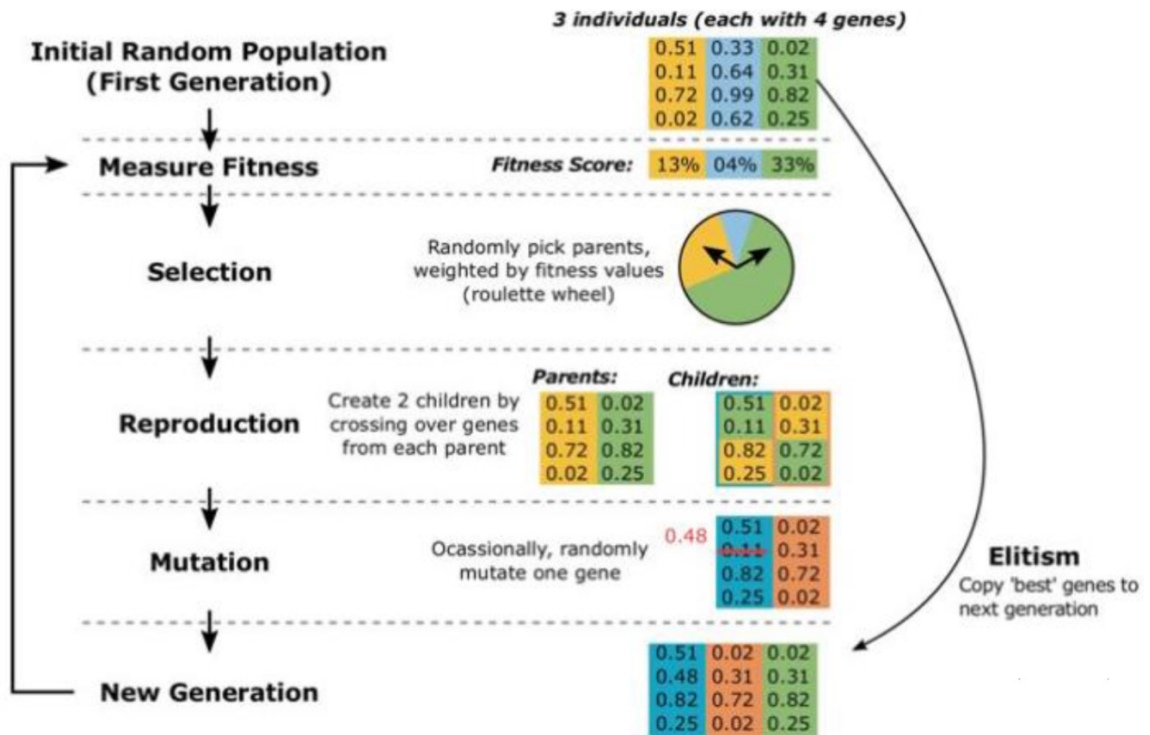 3 individuals (each with 4 genes)
Initial Random Population
(First Generation)
0.51 0.33 0.02
0.11 0.64 0.31
0.72 0.99 0.82
0.02 0.62 0.25
Measure Fitness
Fitness Score: 13% 04% 33%
Selection
Randomly pick parents,
weighted by fitness values
(roulette wheel)
Reproduction
Create 2 children by
crossing over genes
from each parent
Parents:
0.51 0.02
0.11 0.31
0.72 0.82
0.02 0.25
Children:
0.51 0.02
0.11 0.31
0.82 0.72
0.25 0.02
Mutation
Ocassionally, randomly
mutate one gene
0.48
0.51 0.02
0.11 0.31
0.82 0.72
0.25 0.02
Elitism
Copy 'best' genes to
next generation
New Generation
0.51 0.02 0.02
0.48 0.31 0.31
0.82 0.72 0.82
0.25 0.02 0.25